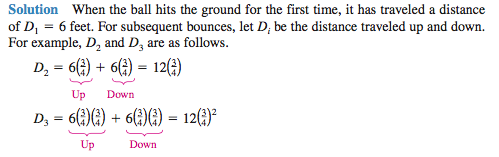 Solution When the ball hits the ground for the first time, it has traveled a distance
of D₁ = 6 feet. For subsequent bounces, let Dᵢ be the distance traveled up and down.
For example, D₂ and D₃ are as follows.
D₂ = 6(3/4) + 6(3/4) = 12(3/4)
Up Down
D₃ = 6(3/4)(3/4) + 6(3/4)(3/4) = 12(3/4)²
Up Down